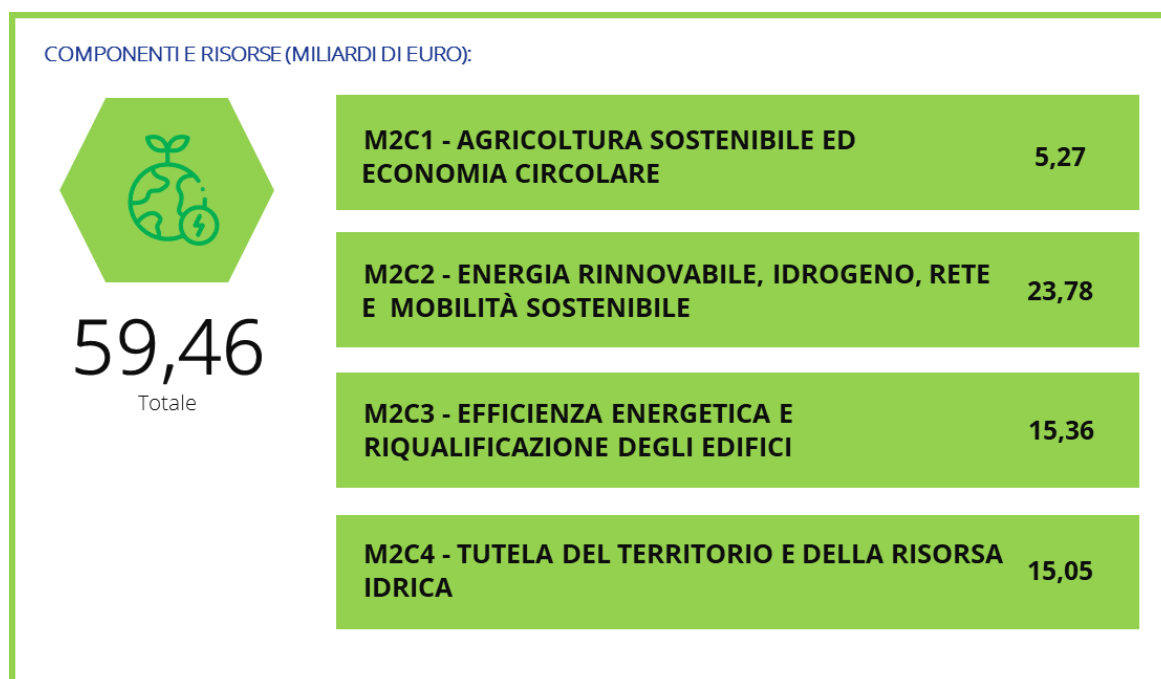 COMPONENTI E RISORSE (MILIARDI DI EURO):
59,46
Totale
M2C1 - AGRICOLTURA SOSTENIBILE ED
ECONOMIA CIRCOLARE
5,27
M2C2 - ENERGIA RINNOVABILE, IDROGENO, RETE
E MOBILITÀ SOSTENIBILE
23,78
M2C3 - EFFICIENZA ENERGETICA E
RIQUALIFICAZIONE DEGLI EDIFICI
15,36
M2C4 - TUTELA DEL TERRITORIO E DELLA RISORSA
IDRICA
15,05